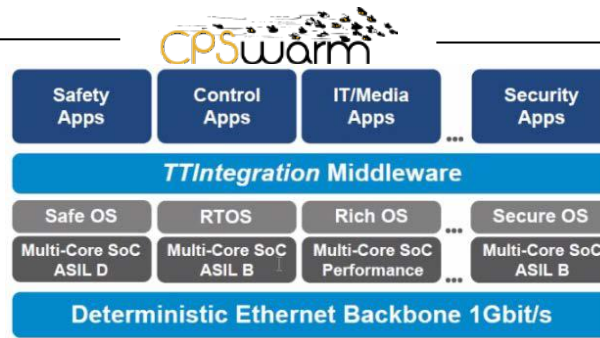 CPSwarm
Safety Apps
Control Apps
IT/Media Apps
...
Security Apps
TTIntegration Middleware
Safe OS
RTOS
Rich OS
...
Secure OS
Multi-Core SoC ASIL D
Multi-Core SoC ASIL B
Multi-Core SoC Performance
...
Multi-Core SoC ASIL B
Deterministic Ethernet Backbone 1Gbit/s